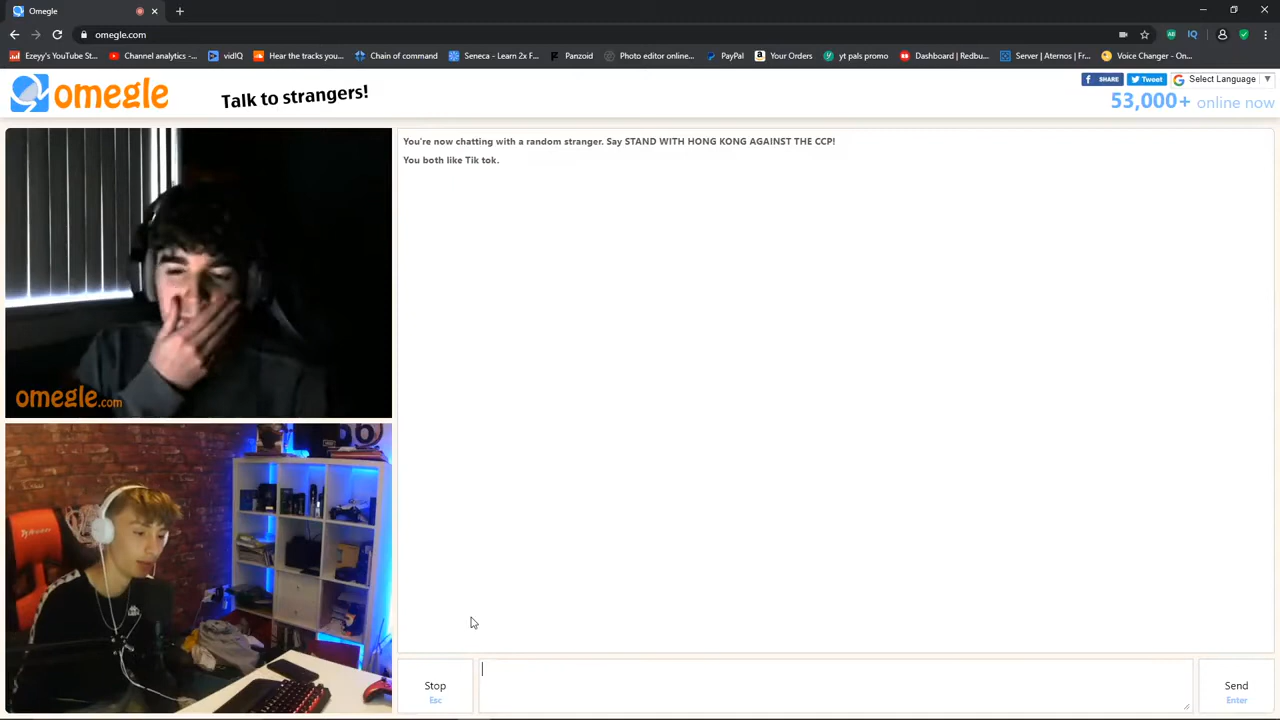 Omegle
omegle.com
Ezeyy's YouTube St...
Channel analytics -...
vidIQ
Hear the tracks you...
Chain of command
Seneca - Learn 2x F...
Panzoid
Photo editor online...
PayPal
Your Orders
yt pals promo
Dashboard | Redbu...
Server | Aternos | Fr...
Voice Changer - On...
omegle
Talk to strangers!
SHARE
Tweet
Select Language
53,000+ online now
You're now chatting with a random stranger. Say STAND WITH HONG KONG AGAINST THE CCP!
You both like Tik tok.
omegle.com
Stop
Esc
Send
Enter